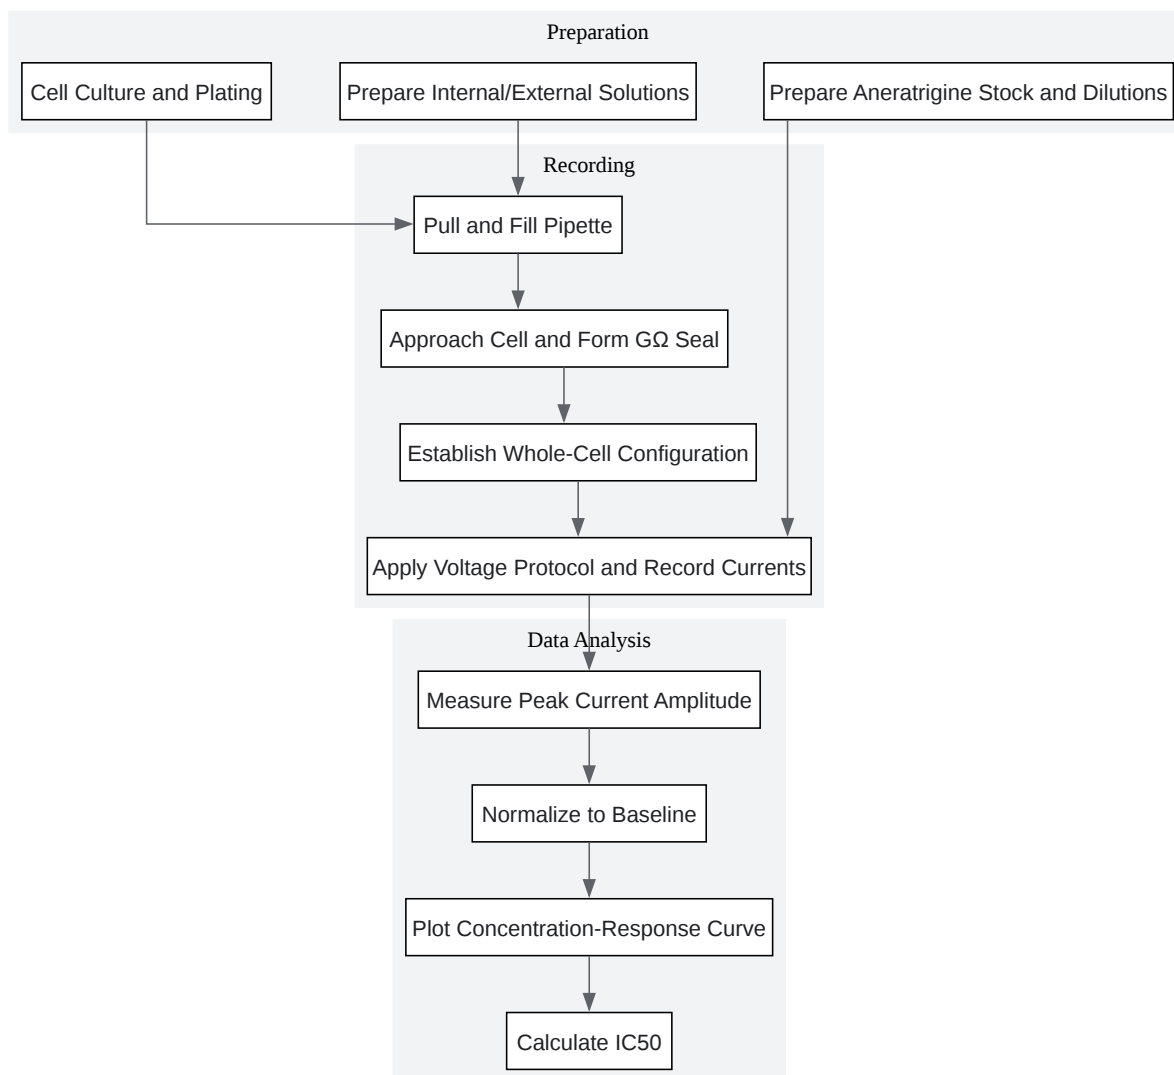 Preparation
Cell Culture and Plating
Prepare Internal/External Solutions
Prepare Aneratrigine Stock and Dilutions
Recording
Pull and Fill Pipette
Approach Cell and Form GΩ Seal
Establish Whole-Cell Configuration
Apply Voltage Protocol and Record Currents
Data Analysis
Measure Peak Current Amplitude
Normalize to Baseline
Plot Concentration-Response Curve
Calculate IC50